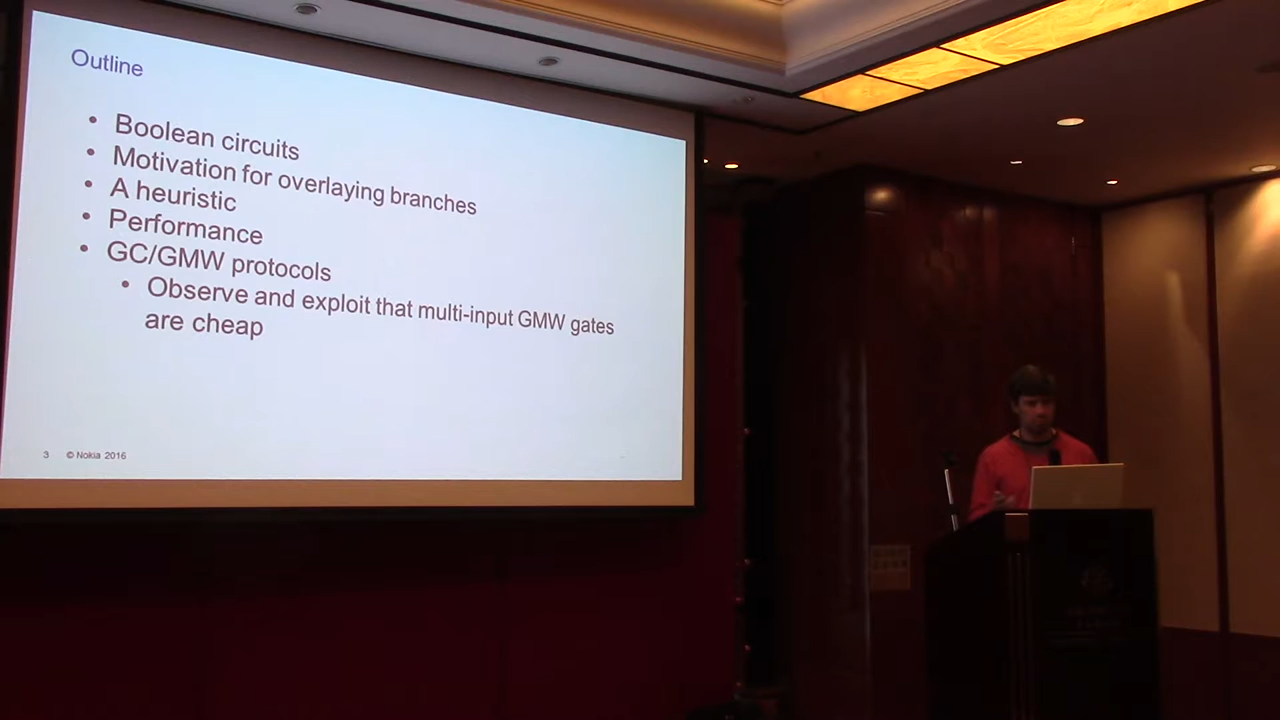 Outline
• Boolean circuits
• Motivation for overlaying branches
• A heuristic
• Performance
• GC/GMW protocols
• Observe and exploit that multi-input GMW gates
are cheap
3 © Nokia 2016